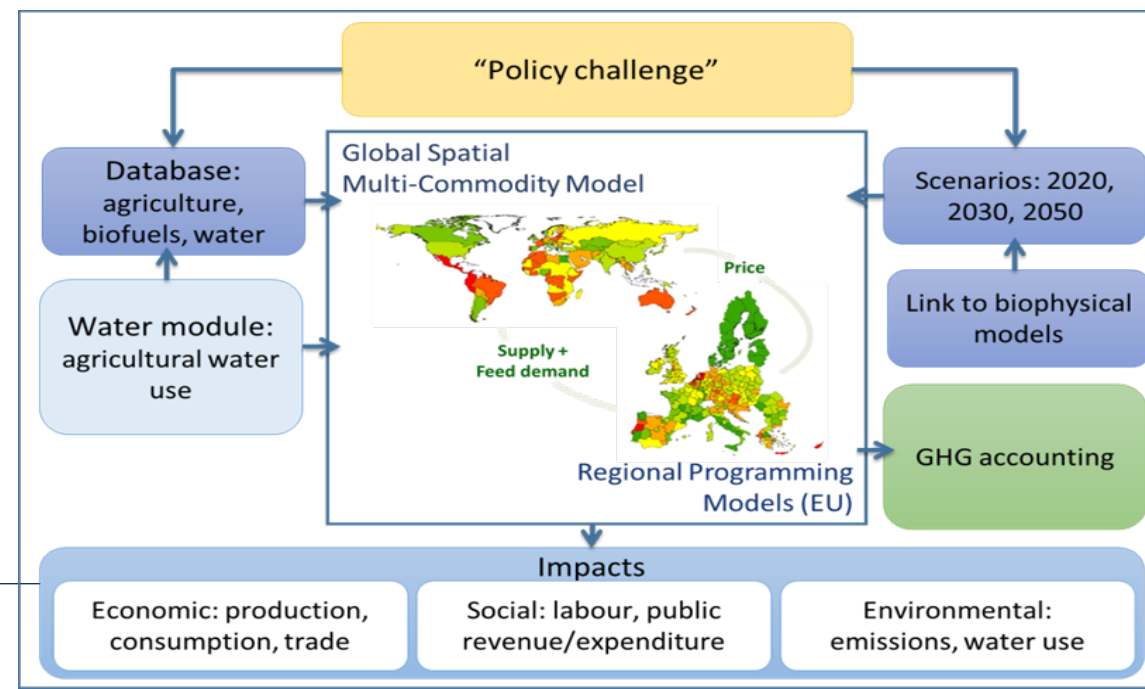 “Policy challenge”
Database:
agriculture,
biofuels, water
Global Spatial
Multi-Commodity Model
Scenarios: 2020,
2030, 2050
Price
Water module:
agricultural water
use
Supply +
Feed demand
Link to biophysical
models
Regional Programming
Models (EU)
GHG accounting
Impacts
Economic: production,
consumption, trade
Social: labour, public
revenue/expenditure
Environmental:
emissions, water use